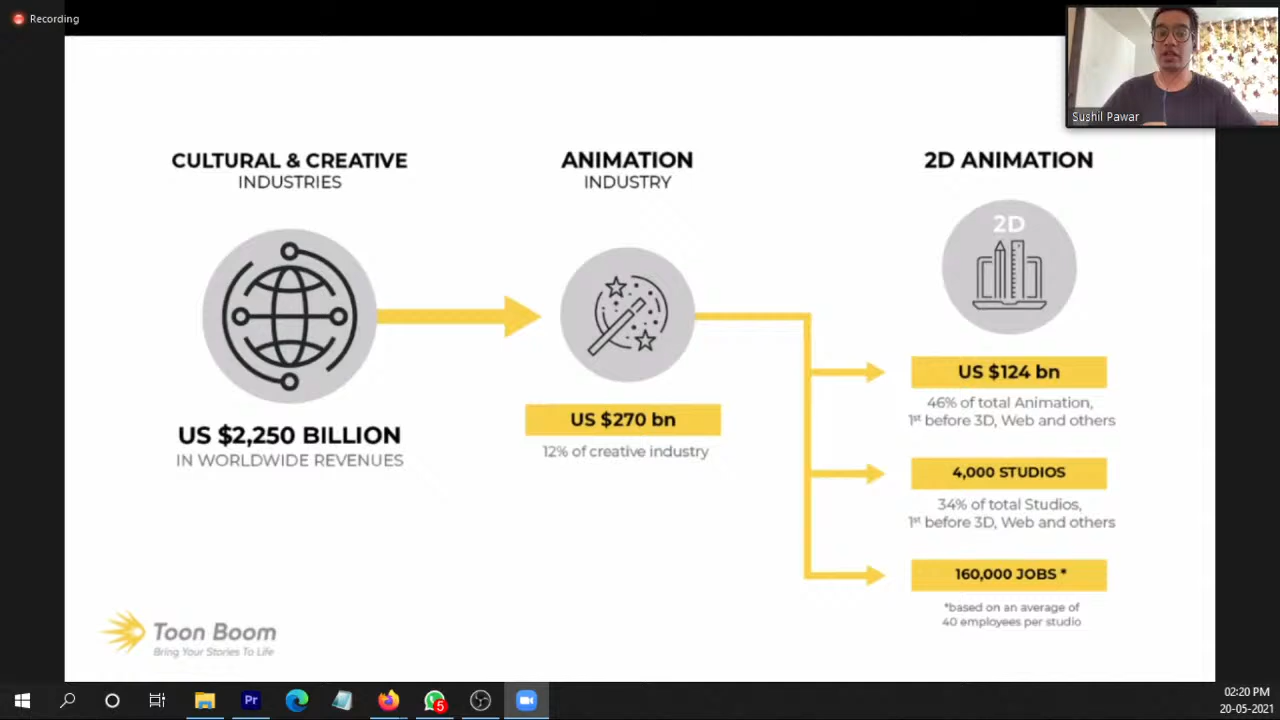 Recording
Sushil Pawar
CULTURAL & CREATIVE
INDUSTRIES
US $2,250 BILLION
IN WORLDWIDE REVENUES
ANIMATION
INDUSTRY
US $270 bn
12% of creative industry
2D ANIMATION
2D
US $124 bn
46% of total Animation,
1st before 3D, Web and others
4,000 STUDIOS
34% of total Studios,
1st before 3D, Web and others
160,000 JOBS *
*based on an average of
40 employees per studio
Toon Boom
Bring Your Stories To Life
Pr
5
02:20 PM
20-05-2021